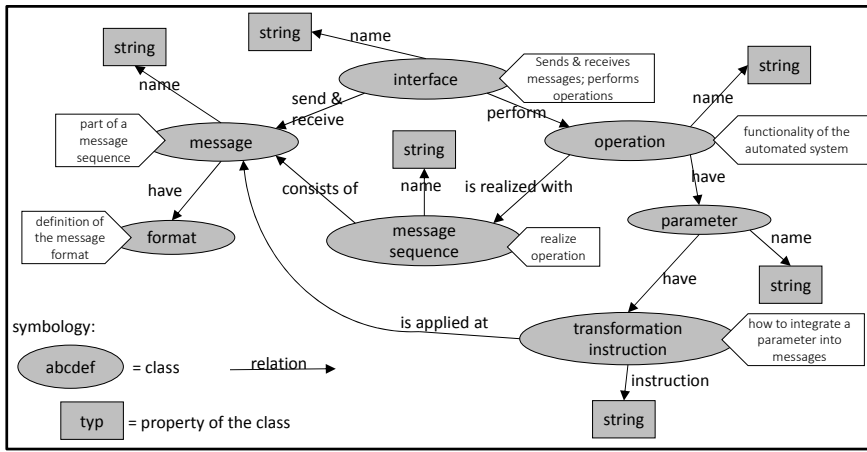 string
name
string
name
interface
Sends & receives
messages; performs
operations
string
name
send &
receive
perform
part of a
message
sequence
message
operation
functionality of the
automated system
string
have
consists of
name
is realized with
have
definition of
the message
format
format
message
sequence
realize
operation
parameter
name
string
have
symbology:
is applied at
transformation
instruction
how to integrate a
parameter into
messages
abcdef
= class
relation
instruction
typ
= property of the class
string